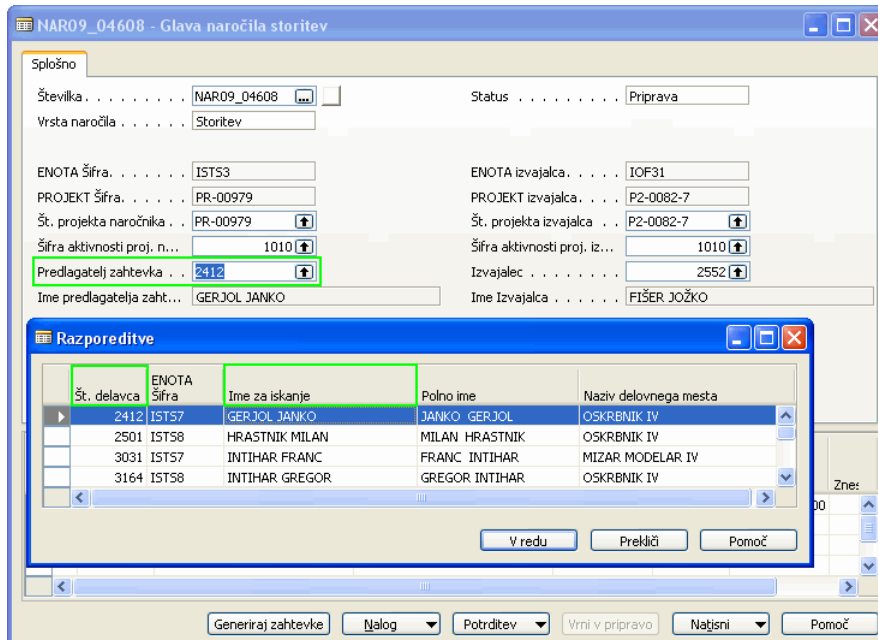 NAR09_04608 - Glava naročila storitev
Splošno
Številka . . . . . . . . . NAR09_04608 ... Status . . . . . . . . . Priprava
Vrsta naročila . . . . . . Storitev
ENOTA Šifra. . . . . . . ISTS3 ENOTA izvajalca. . . . . IOF31
PROJEKT Šifra. . . . . . PR-00979 PROJEKT izvajalca. . . . P2-0082-7
Št. projekta naročnika . . PR-00979 Št. projekta izvajalca . . P2-0082-7
Šifra aktivnosti proj. n... 1010 Šifra aktivnosti proj. iz... 1010
Predlagatelj zahtevka . . 2412 Izvajalec . . . . . . . . 2552
Ime predlagatelja zaht... GERJOL JANKO Ime Izvajalca . . . . . . FIŠER JOŽKO
Razporeditve
Št. delavca ENOTA Šifra Ime za iskanje Polno ime Naziv delovnega mesta
2412 ISTS7 GERJOL JANKO JANKO GERJOL OSKRBNIK IV
2501 ISTS8 HRASTNIK MILAN MILAN HRASTNIK OSKRBNIK IV
3031 ISTS7 INTIHAR FRANC FRANC INTIHAR MIZAR MODELAR IV
3164 ISTS8 INTIHAR GREGOR GREGOR INTIHAR OSKRBNIK IV
Znes
00
V redu Prekliči Pomoč
Generiraj zahtevke Nalog Potrditev Vrni v pripravo Natisni Pomoč